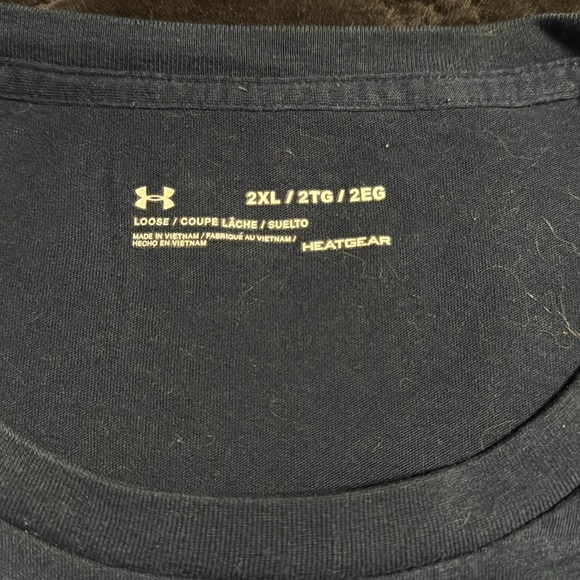 2XL / 2TG / 2EG
LOOSE / COUPE LÂCHE / SUELTO
MADE IN VIETNAM / FABRIQUÉ AU VIETNAM /
HECHO EN VIETNAM
HEATGEAR